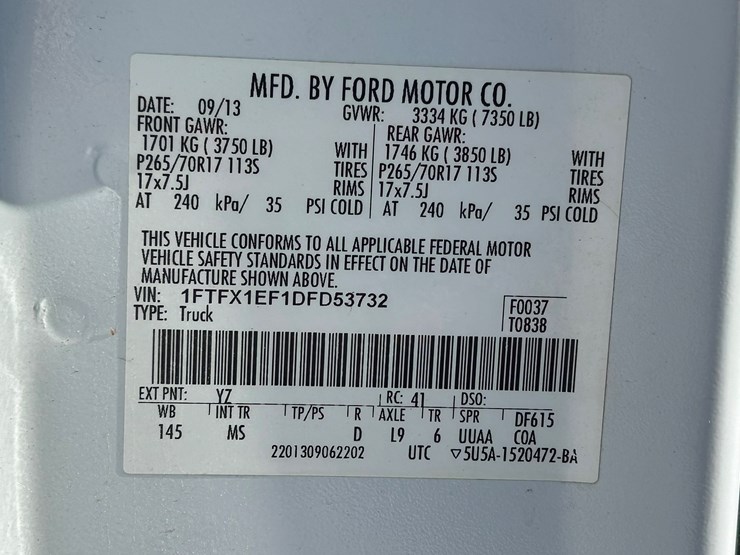 MFD. BY FORD MOTOR CO.
DATE: 09/13 GVWR: 3334 KG ( 7350 LB)
FRONT GAWR: REAR GAWR:
1701 KG ( 3750 LB) WITH 1746 KG ( 3850 LB) WITH
P265/70R17 113S TIRES P265/70R17 113S TIRES
17x7.5J RIMS 17x7.5J RIMS
AT 240 kPa/ 35 PSI COLD AT 240 kPa/ 35 PSI COLD
THIS VEHICLE CONFORMS TO ALL APPLICABLE FEDERAL MOTOR
VEHICLE SAFETY STANDARDS IN EFFECT ON THE DATE OF
MANUFACTURE SHOWN ABOVE.
VIN: 1FTFX1EF1DFD53732 F0037
TYPE: Truck T0838
EXT PNT: YZ RC: 41 DSO:
WB INT TR TP/PS R AXLE TR SPR DF615
145 MS D L9 6 UUAA COA
2201309062202 UTC ▽5U5A-1520472-BA